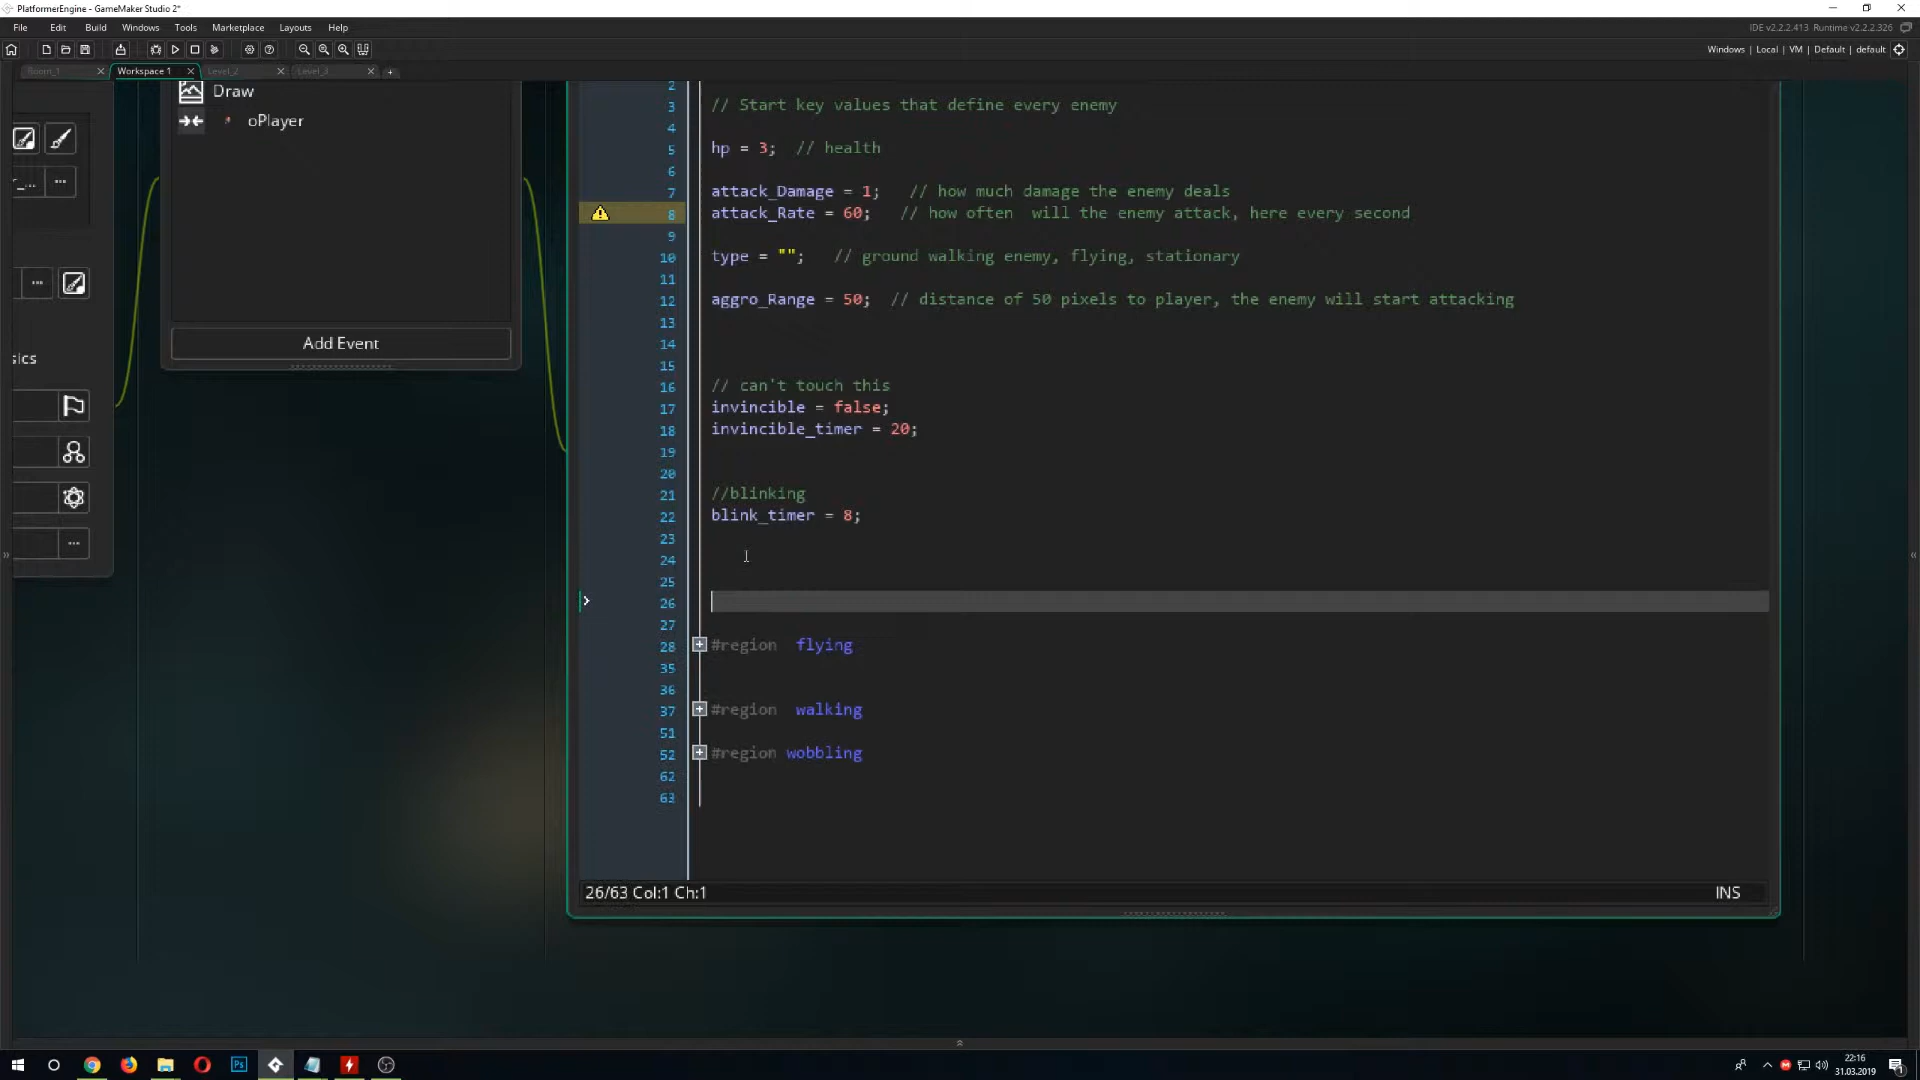 PlatformerEngine - GameMaker Studio 2*
File Edit Build Windows Tools Marketplace Layouts Help
IDE v2.2.2.413 Runtime v2.2.2.326
Windows | Local | VM | Default | default
Room_1 Workspace 1 Level_2 Level_3
Draw
oPlayer
Add Event
sics
2
3 // Start key values that define every enemy
4
5 hp = 3; // health
6
7 attack_Damage = 1; // how much damage the enemy deals
8 attack_Rate = 60; // how often will the enemy attack, here every second
9
10 type = ""; // ground walking enemy, flying, stationary
11
12 aggro_Range = 50; // distance of 50 pixels to player, the enemy will start attacking
13
14
15
16 // can't touch this
17 invincible = false;
18 invincible_timer = 20;
19
20
21 //blinking
22 blink_timer = 8;
23
24
25
26
27
28 #region flying
35
36
37 #region walking
51
52 #region wobbling
62
63
26/63 Col:1 Ch:1 INS
22:16
31.03.2019